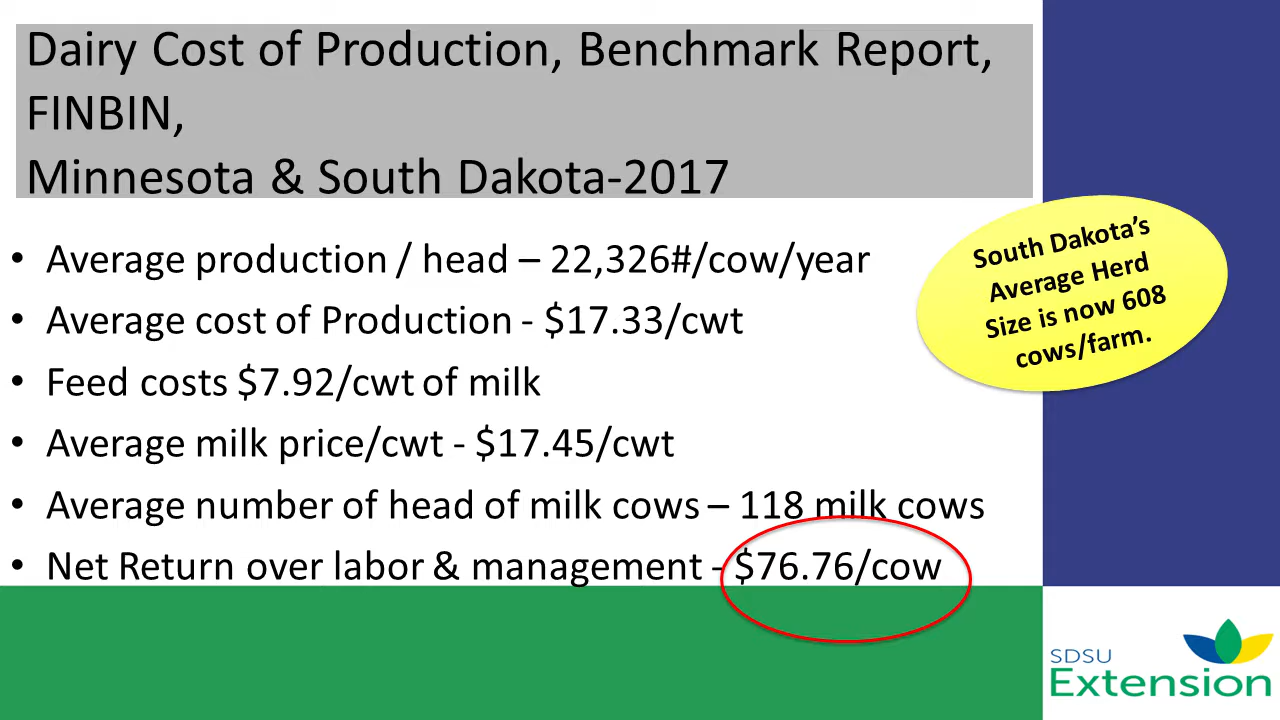 Dairy Cost of Production, Benchmark Report,
FINBIN,
Minnesota & South Dakota-2017
• Average production / head – 22,326#/cow/year
• Average cost of Production - $17.33/cwt
• Feed costs $7.92/cwt of milk
• Average milk price/cwt - $17.45/cwt
• Average number of head of milk cows – 118 milk cows
• Net Return over labor & management - $76.76/cow
South Dakota's
Average Herd
Size is now 608
cows/farm.
SDSU
Extension